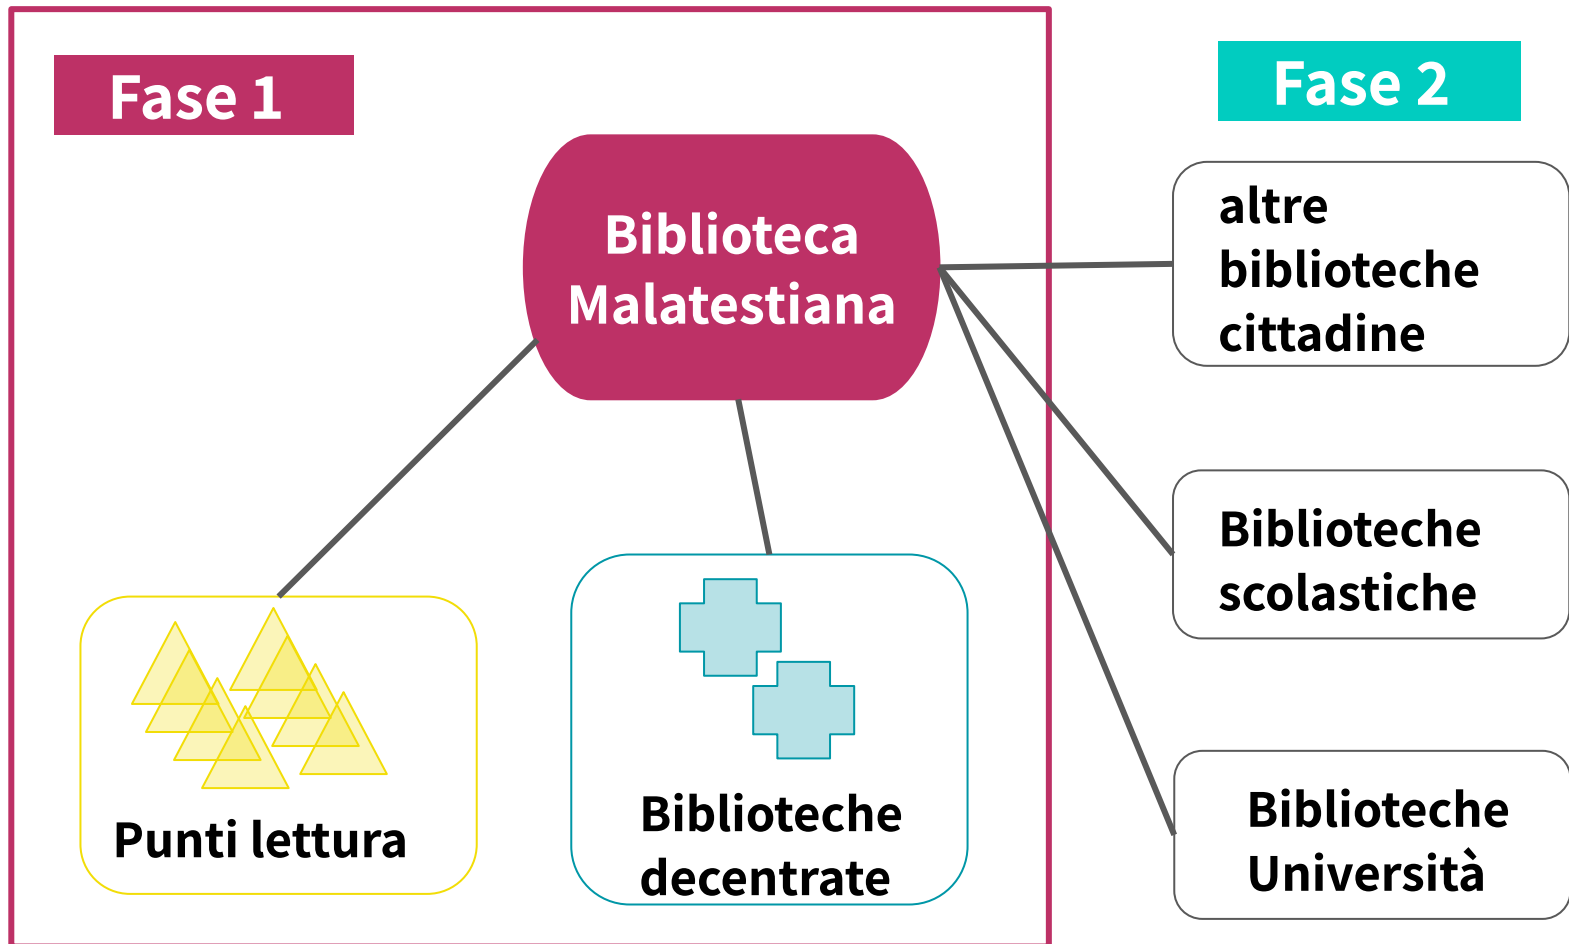 Fase 1
Biblioteca
Malatestiana
Punti lettura
Biblioteche
decentrate
Fase 2
altre
biblioteche
cittadine
Biblioteche
scolastiche
Biblioteche
Università